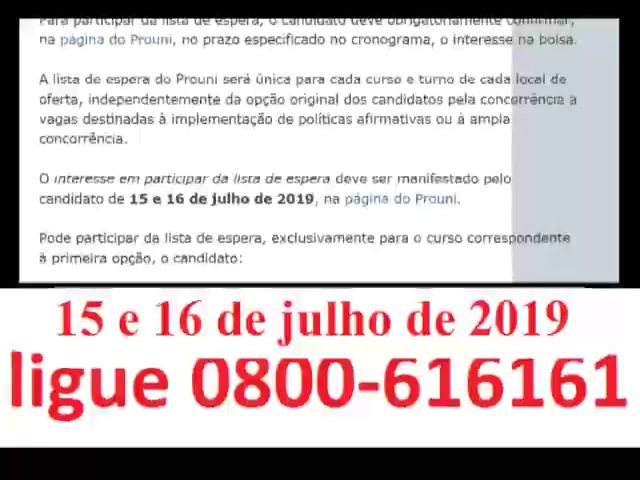 Para participar da lista de espera, o candidato deve obrigatoriamente confirmar,
na página do Prouni, no prazo especificado no cronograma, o interesse na bolsa.
A lista de espera do Prouni será única para cada curso e turno de cada local de
oferta, independentemente da opção original dos candidatos pela concorrência a
vagas destinadas à implementação de políticas afirmativas ou à ampla
concorrência.
O interesse em participar da lista de espera deve ser manifestado pelo
candidato de 15 e 16 de julho de 2019, na página do Prouni.
Pode participar da lista de espera, exclusivamente para o curso correspondente
à primeira opção, o candidato:
15 e 16 de julho de 2019
ligue 0800-616161